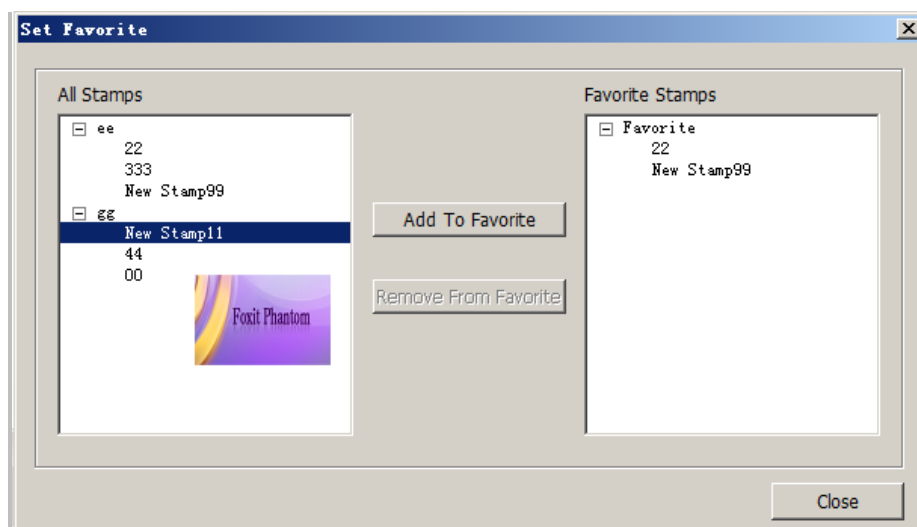 Set Favorite
All Stamps
ee
22
333
New Stamp99
gg
New Stamp11
44
00
Foxit Phantom
Add To Favorite
Remove From Favorite
Favorite Stamps
Favorite
22
New Stamp99
Close